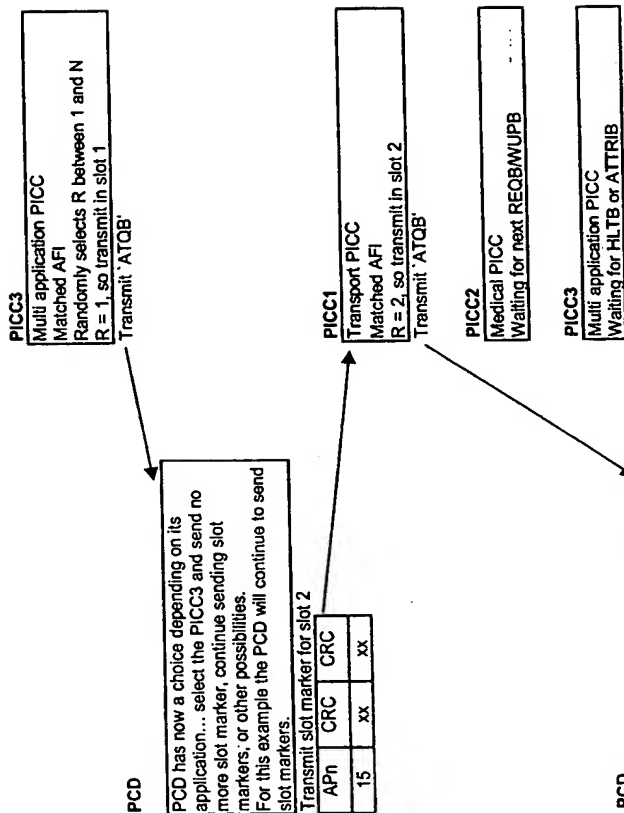 PICC3
Multi application PICC
Matched AFI
Randomly selects R between 1 and N
R = 1, so transmit in slot 1
Transmit `ATQB'
PCD
PCD has now a choice depending on its
application... select the PICC3 and send no
more slot marker, continue sending slot
markers; or other possibilities.
For this example the PCD will continue to send
slot markers.
Transmit slot marker for slot 2
APn CRC CRC
15 xx xx
PICC1
Transport PICC
Matched AFI
R = 2, so transmit in slot 2
Transmit `ATQB'
PICC2
Medical PICC
Waiting for next REQB/WUPB
PICC3
Multi application PICC
Waiting for HLTB or ATTRIB
PCD